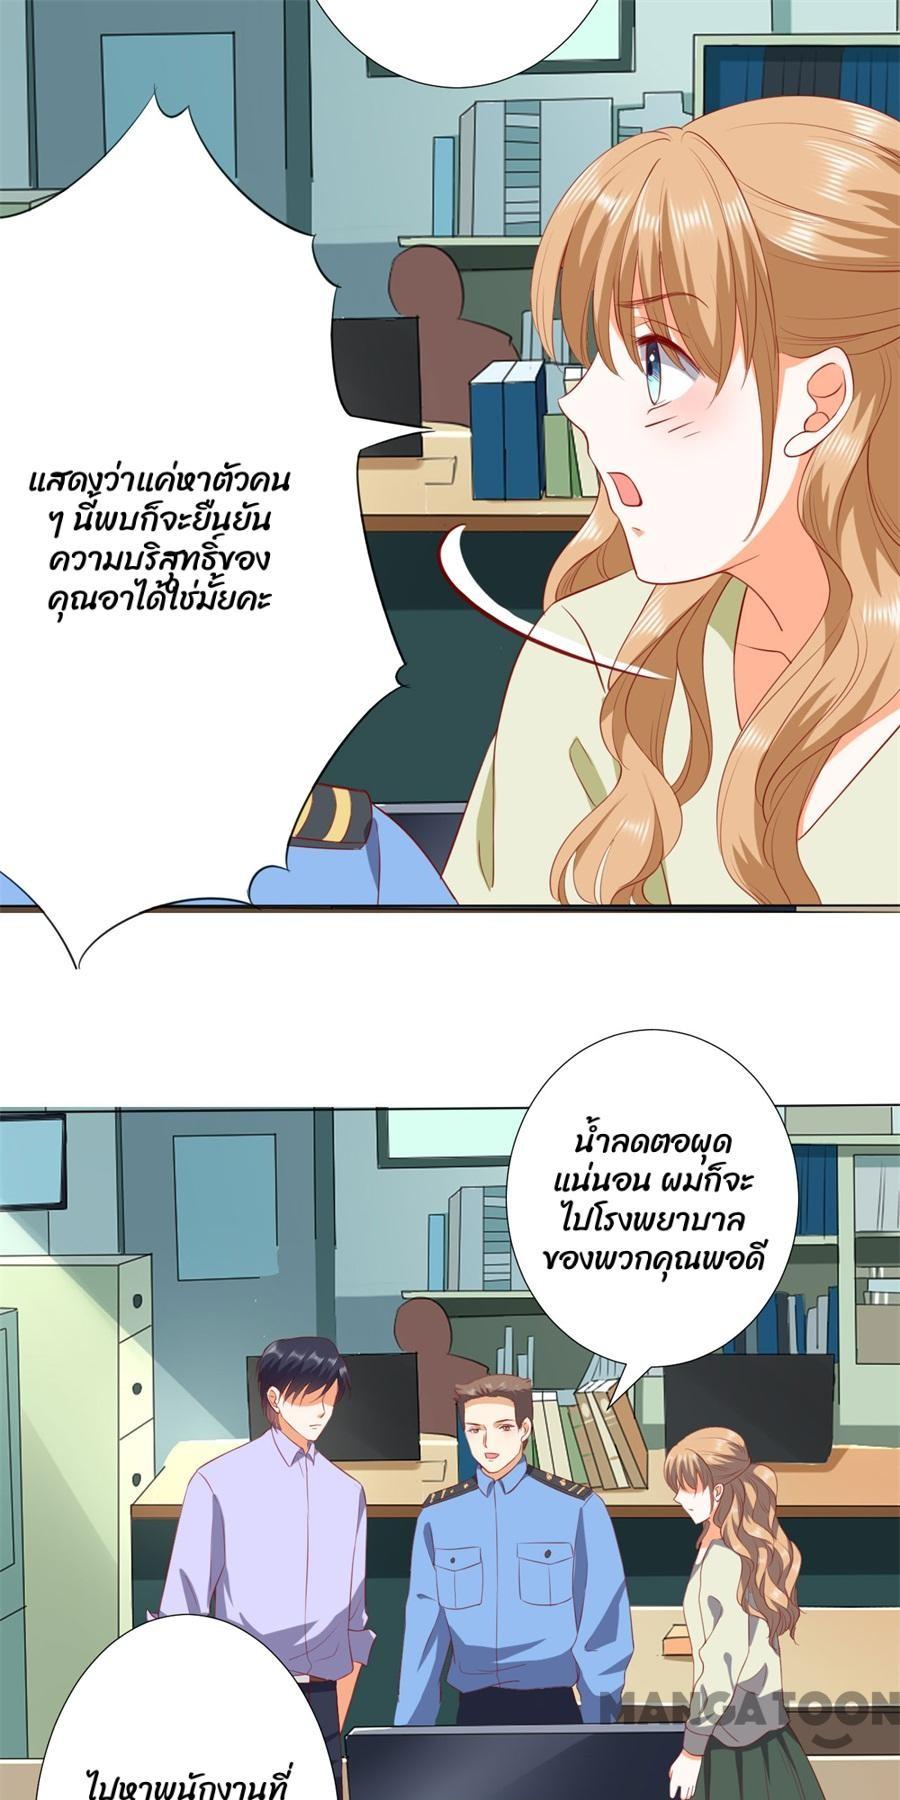 แสดงว่าแค่หาตัวคน
ๆ นี้พบก็จะยืนยัน
ความบริสุทธิ์ของ
คุณอาได้ใช่มั้ยคะ
น้ำลดตอผุด
แน่นอน ผมก็จะ
ไปโรงพยาบาล
ของพวกคุณพอดี
MANGATOON
ไปหาพนักงานที่